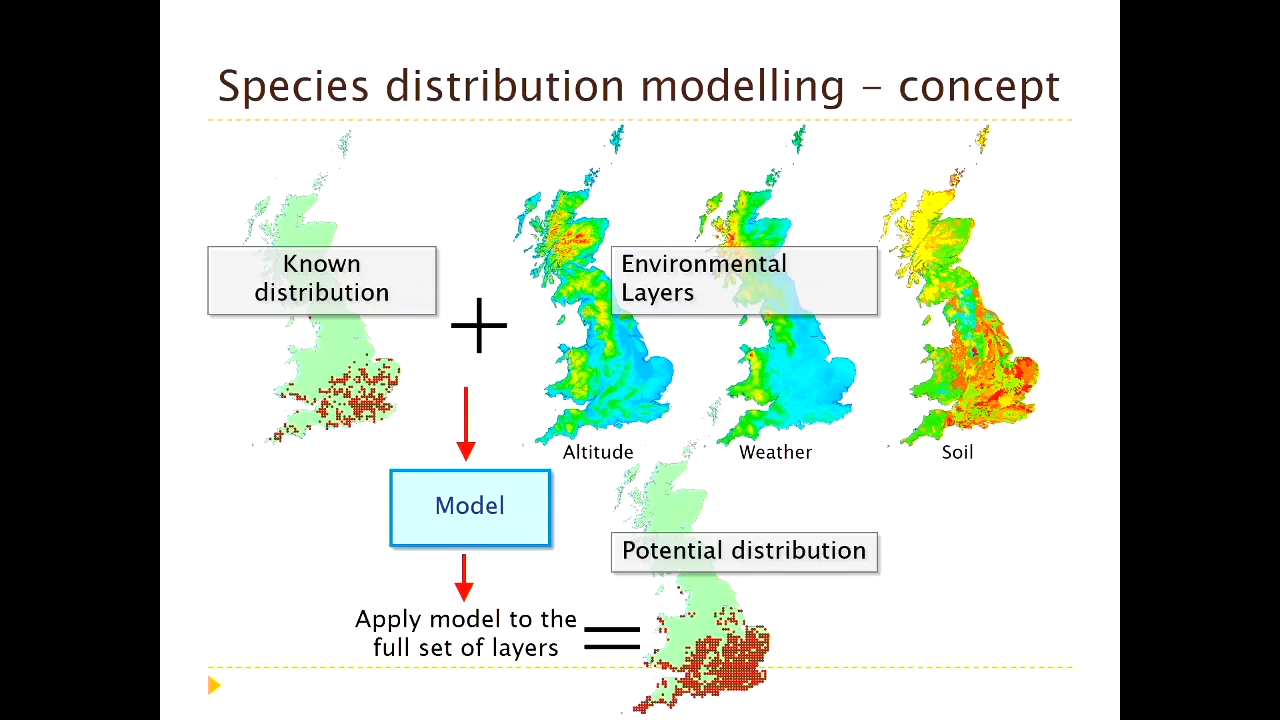 Species distribution modelling – concept
Known
distribution
Environmental
Layers
Altitude
Weather
Soil
Model
Potential distribution
Apply model to the
full set of layers